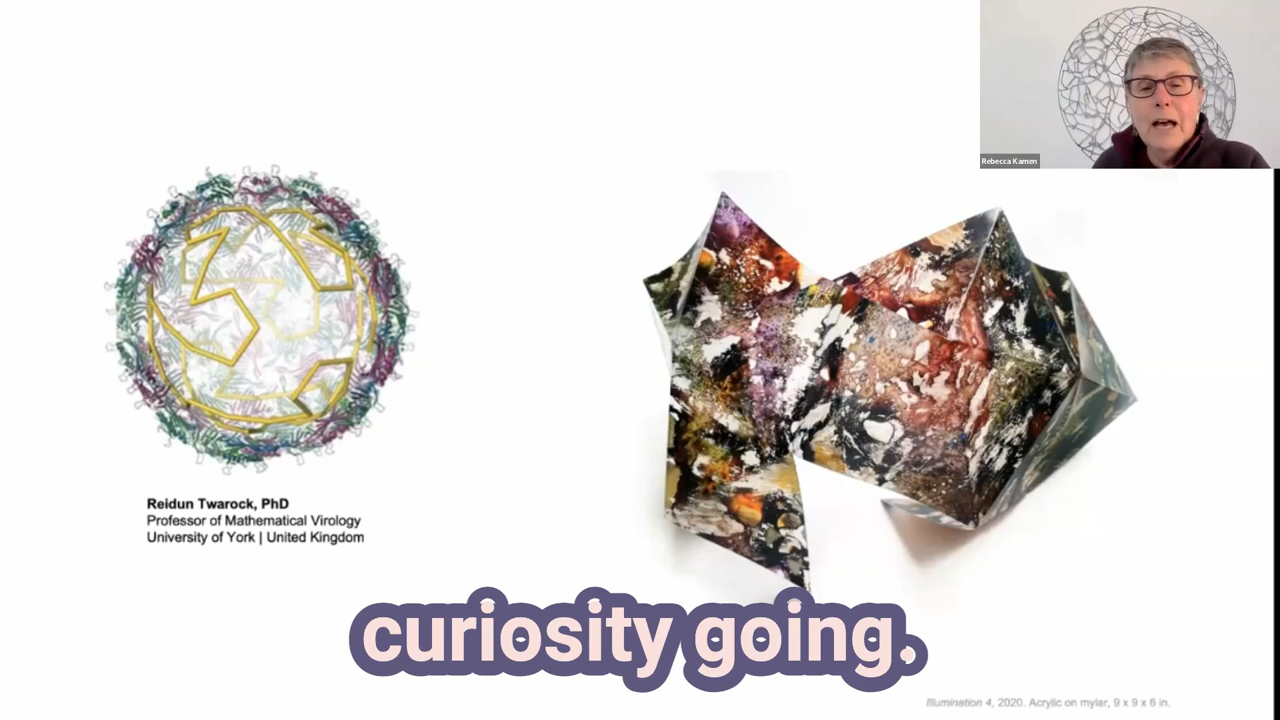 Rebecca Kamen
Reidun Twarock, PhD
Professor of Mathematical Virology
University of York | United Kingdom
curiosity going.
Illumination 4, 2020. Acrylic on mylar, 9 x 9 x 6 in.